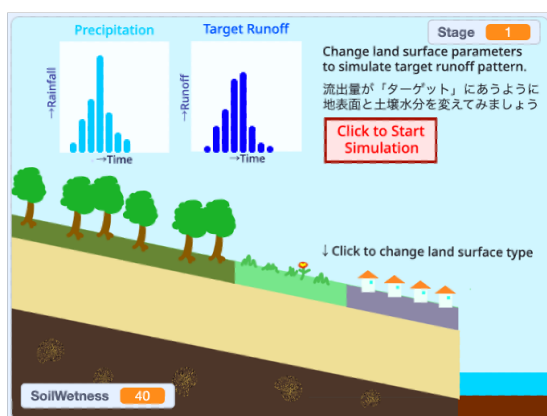 Precipitation
Target Runoff
Stage 1
→Rainfall
→Time
→Runoff
→Time
Change land surface parameters
to simulate target runoff pattern.
流出量が「ターゲット」にあうように
地表面と土壌水分を変えてみましょう
Click to Start
Simulation
↓Click to change land surface type
SoilWetness 40